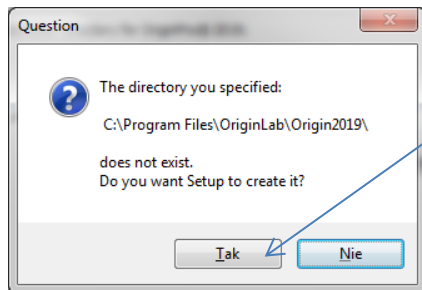 Question
The directory you specified:
C:\Program Files\OriginLab\Origin2019\
does not exist.
Do you want Setup to create it?
Tak
Nie